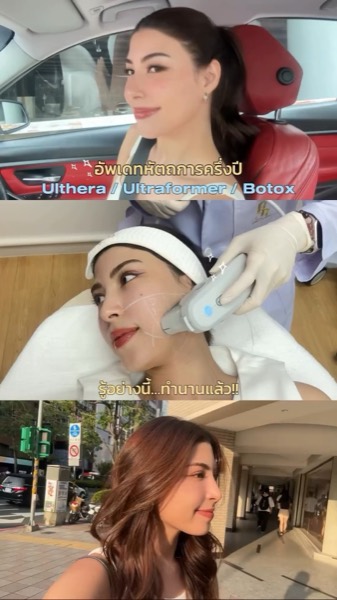 อัพเดทหัตถการครึ่งปี
Ulthera / Ultraformer / Botox
รู้อย่างนี้...ทำนานแล้ว!!